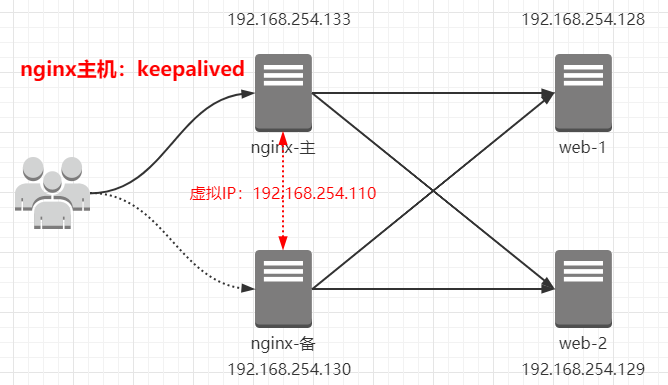 192.168.254.133
192.168.254.128
nginx主机：keepalived
nginx-主
web-1
虚拟IP：192.168.254.110
nginx-备
web-2
192.168.254.130
192.168.254.129